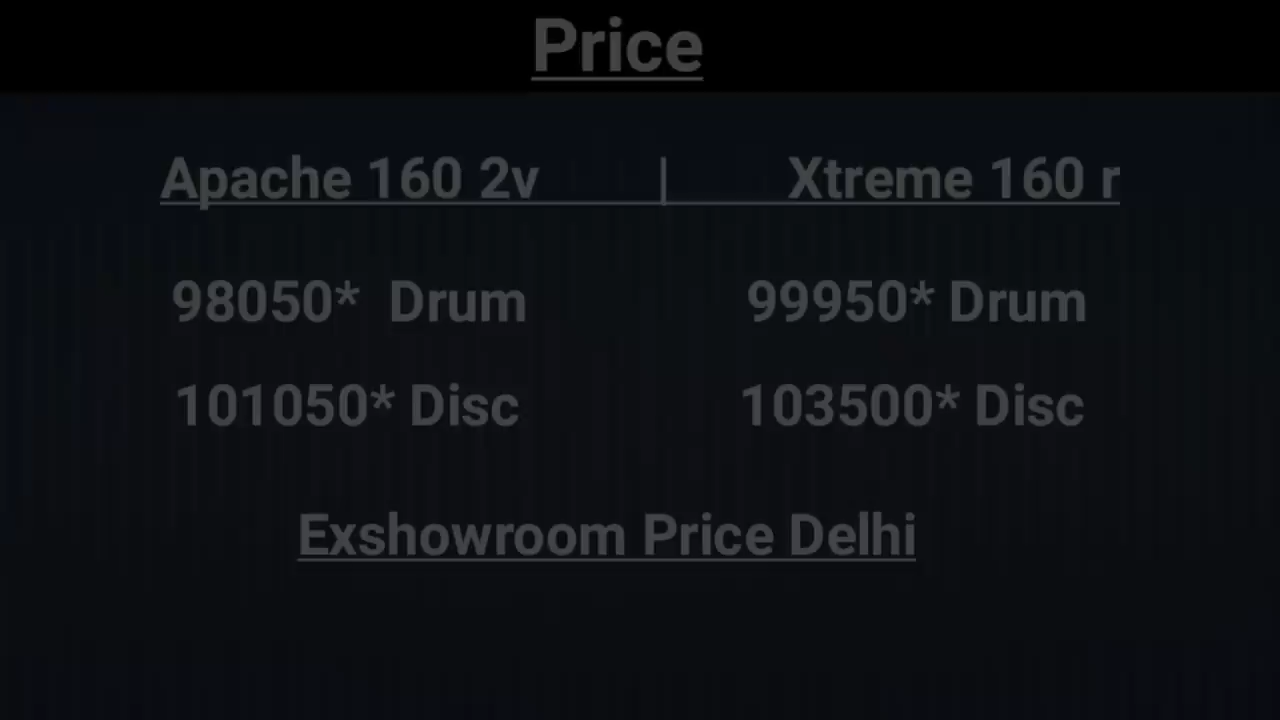 Price
Apache 160 2v | Xtreme 160 r
98050* Drum 99950* Drum
101050* Disc 103500* Disc
Exshowroom Price Delhi